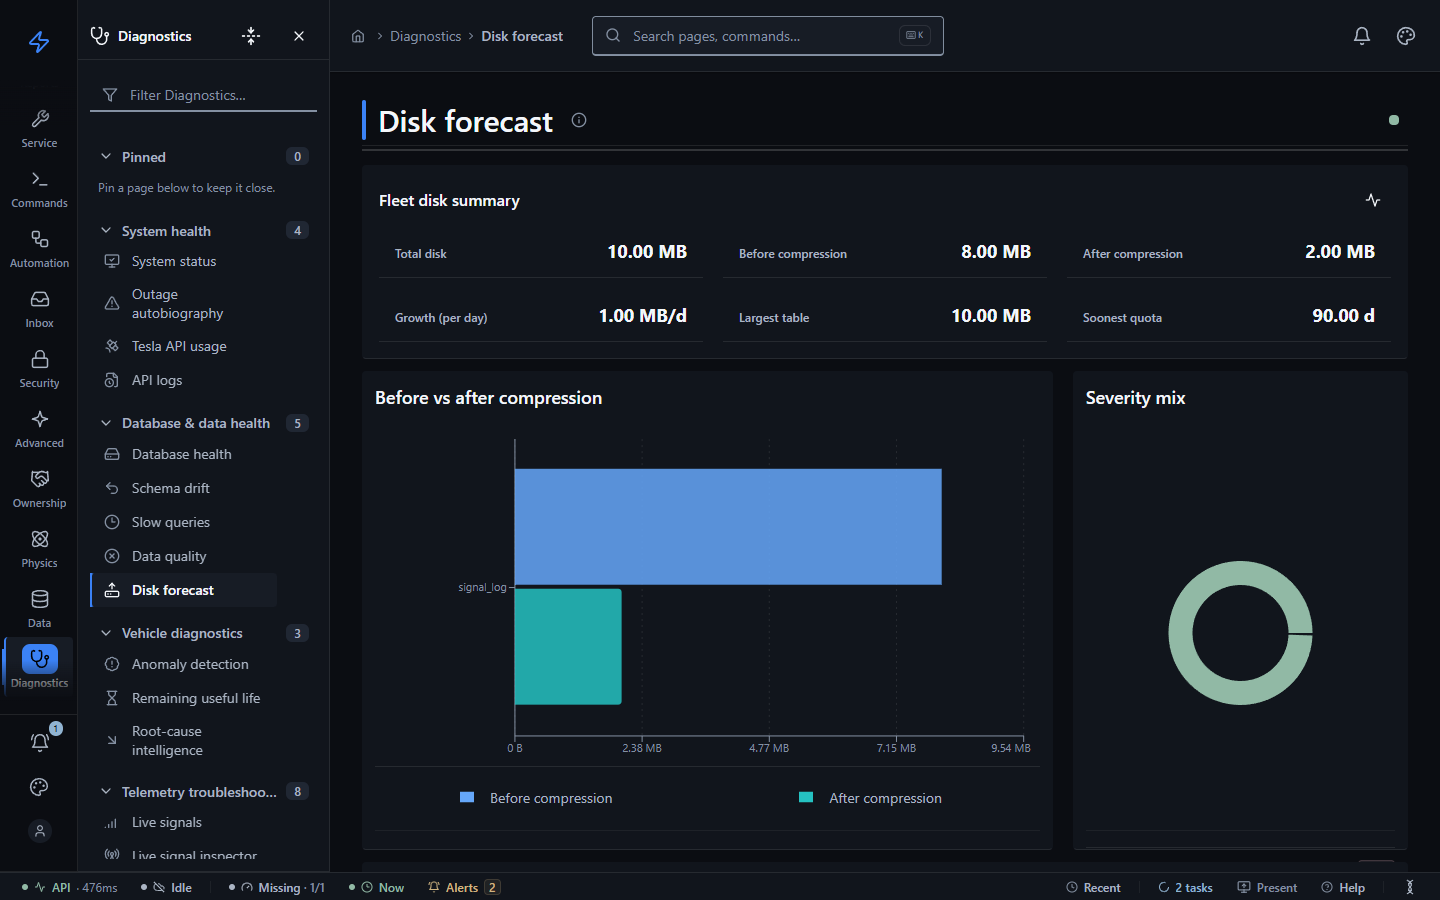 Service
Commands
Automation
Inbox
Security
Advanced
Ownership
Physics
Data
Diagnostics
1
Diagnostics
Filter Diagnostics...
Pinned 0
Pin a page below to keep it close.
System health 4
System status
Outage
autobiography
Tesla API usage
API logs
Database & data health 5
Database health
Schema drift
Slow queries
Data quality
Disk forecast
Vehicle diagnostics 3
Anomaly detection
Remaining useful life
Root-cause
intelligence
Telemetry troubleshoo... 8
Live signals
Live signal inspector
Diagnostics Disk forecast
Search pages, commands... K
Disk forecast
Fleet disk summary
Total disk 10.00 MB Before compression 8.00 MB After compression 2.00 MB
Growth (per day) 1.00 MB/d Largest table 10.00 MB Soonest quota 90.00 d
Before vs after compression
signal_log
0 B 2.38 MB 4.77 MB 7.15 MB 9.54 MB
Before compression After compression
Severity mix
API · 476ms Idle Missing · 1/1 Now Alerts 2 Recent 2 tasks Present Help